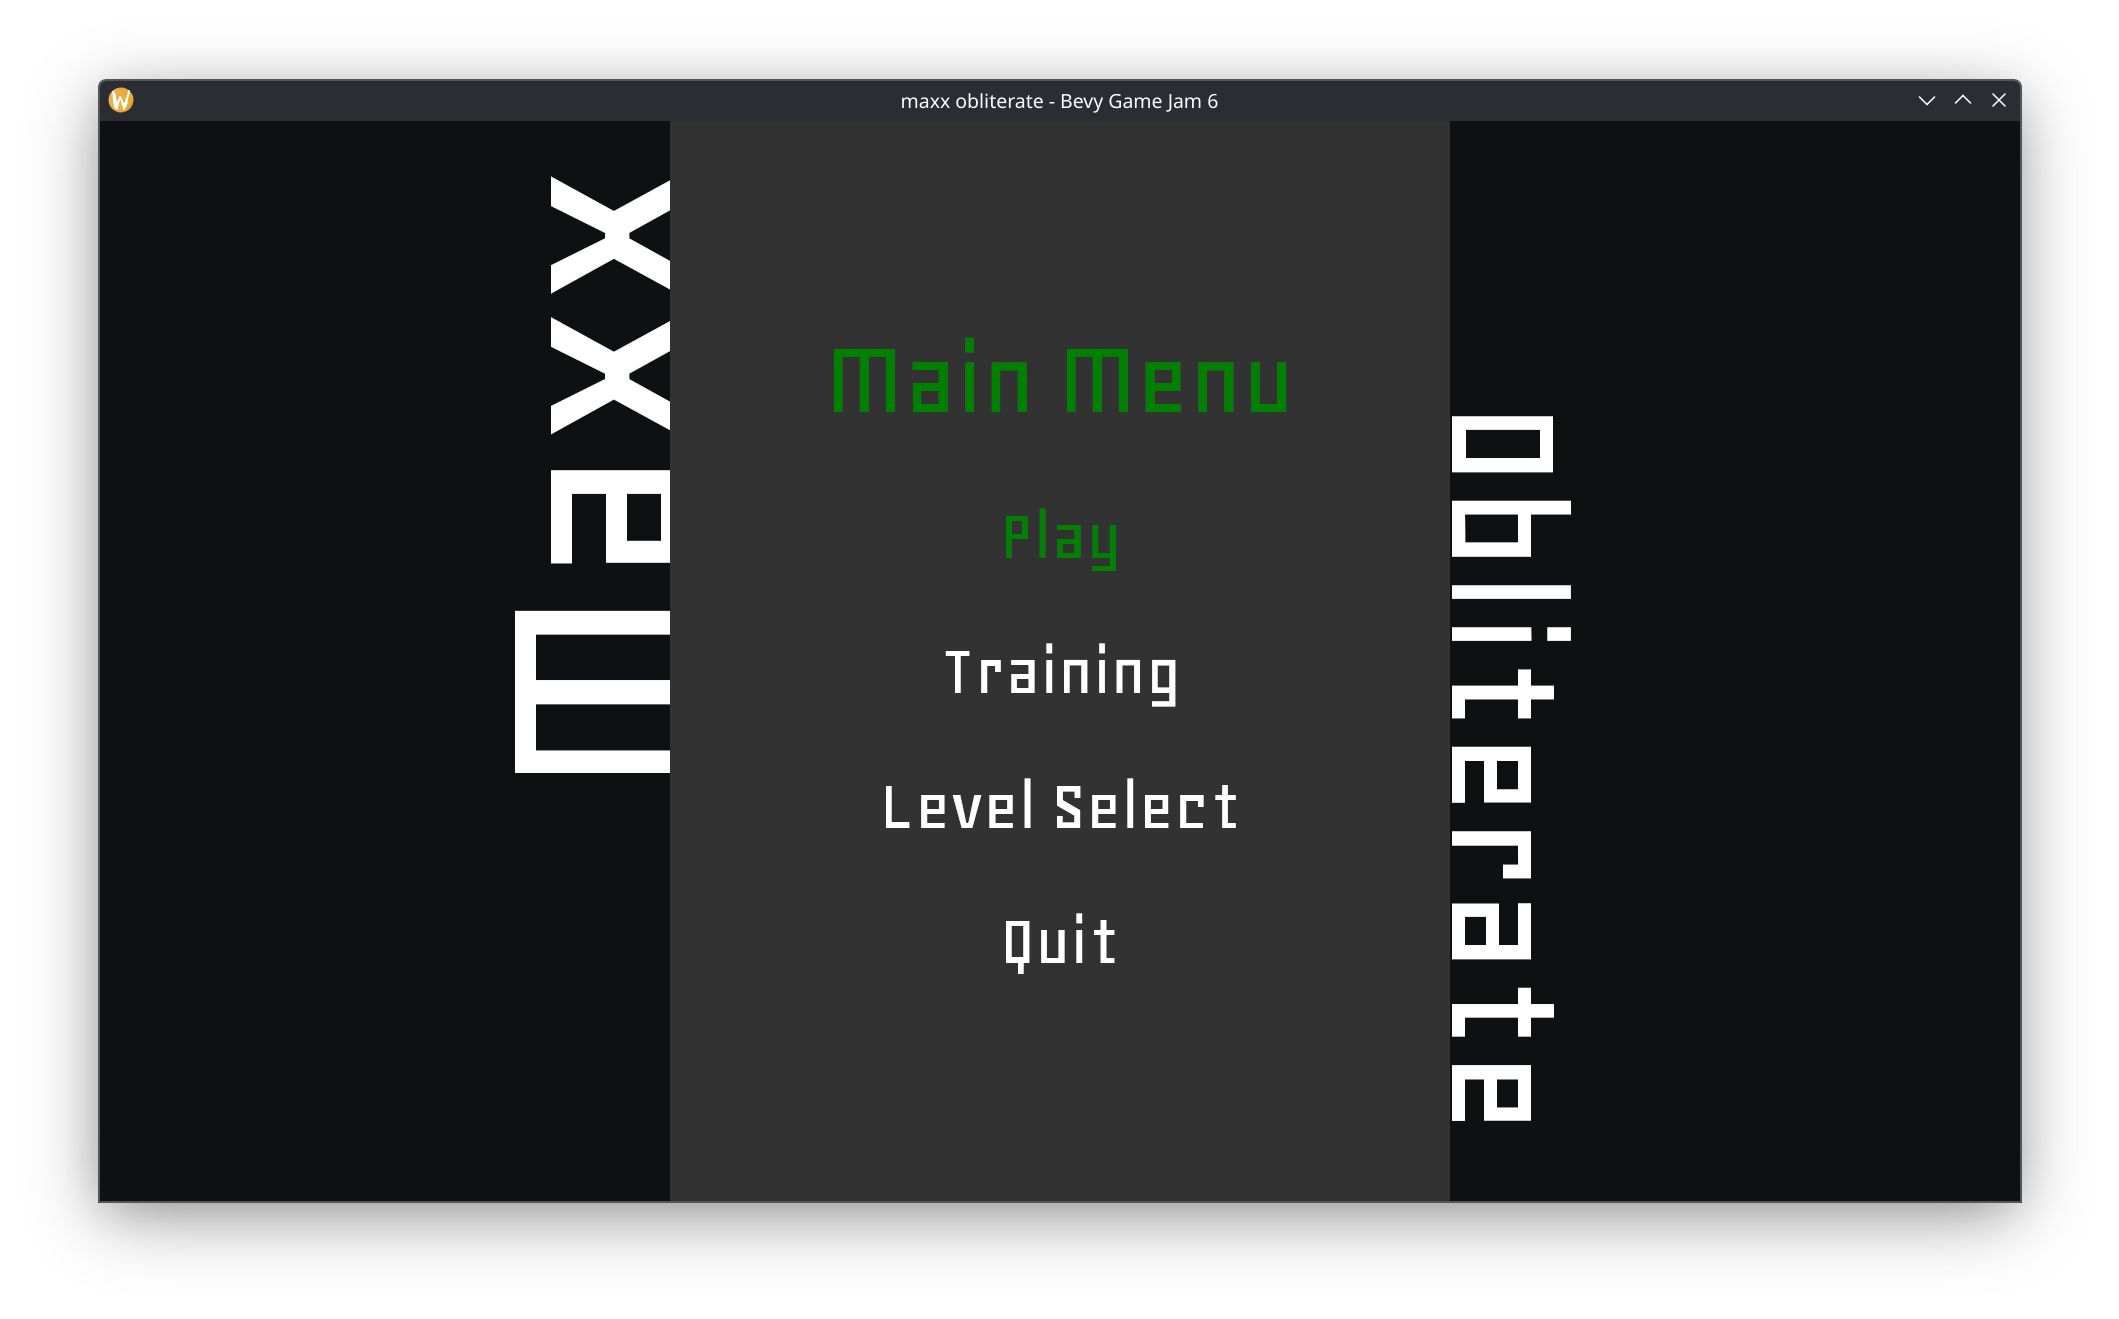 maxx obliterate - Bevy Game Jam 6
Maxx
Main Menu
Play
Training
Level Select
Quit
Obliterate